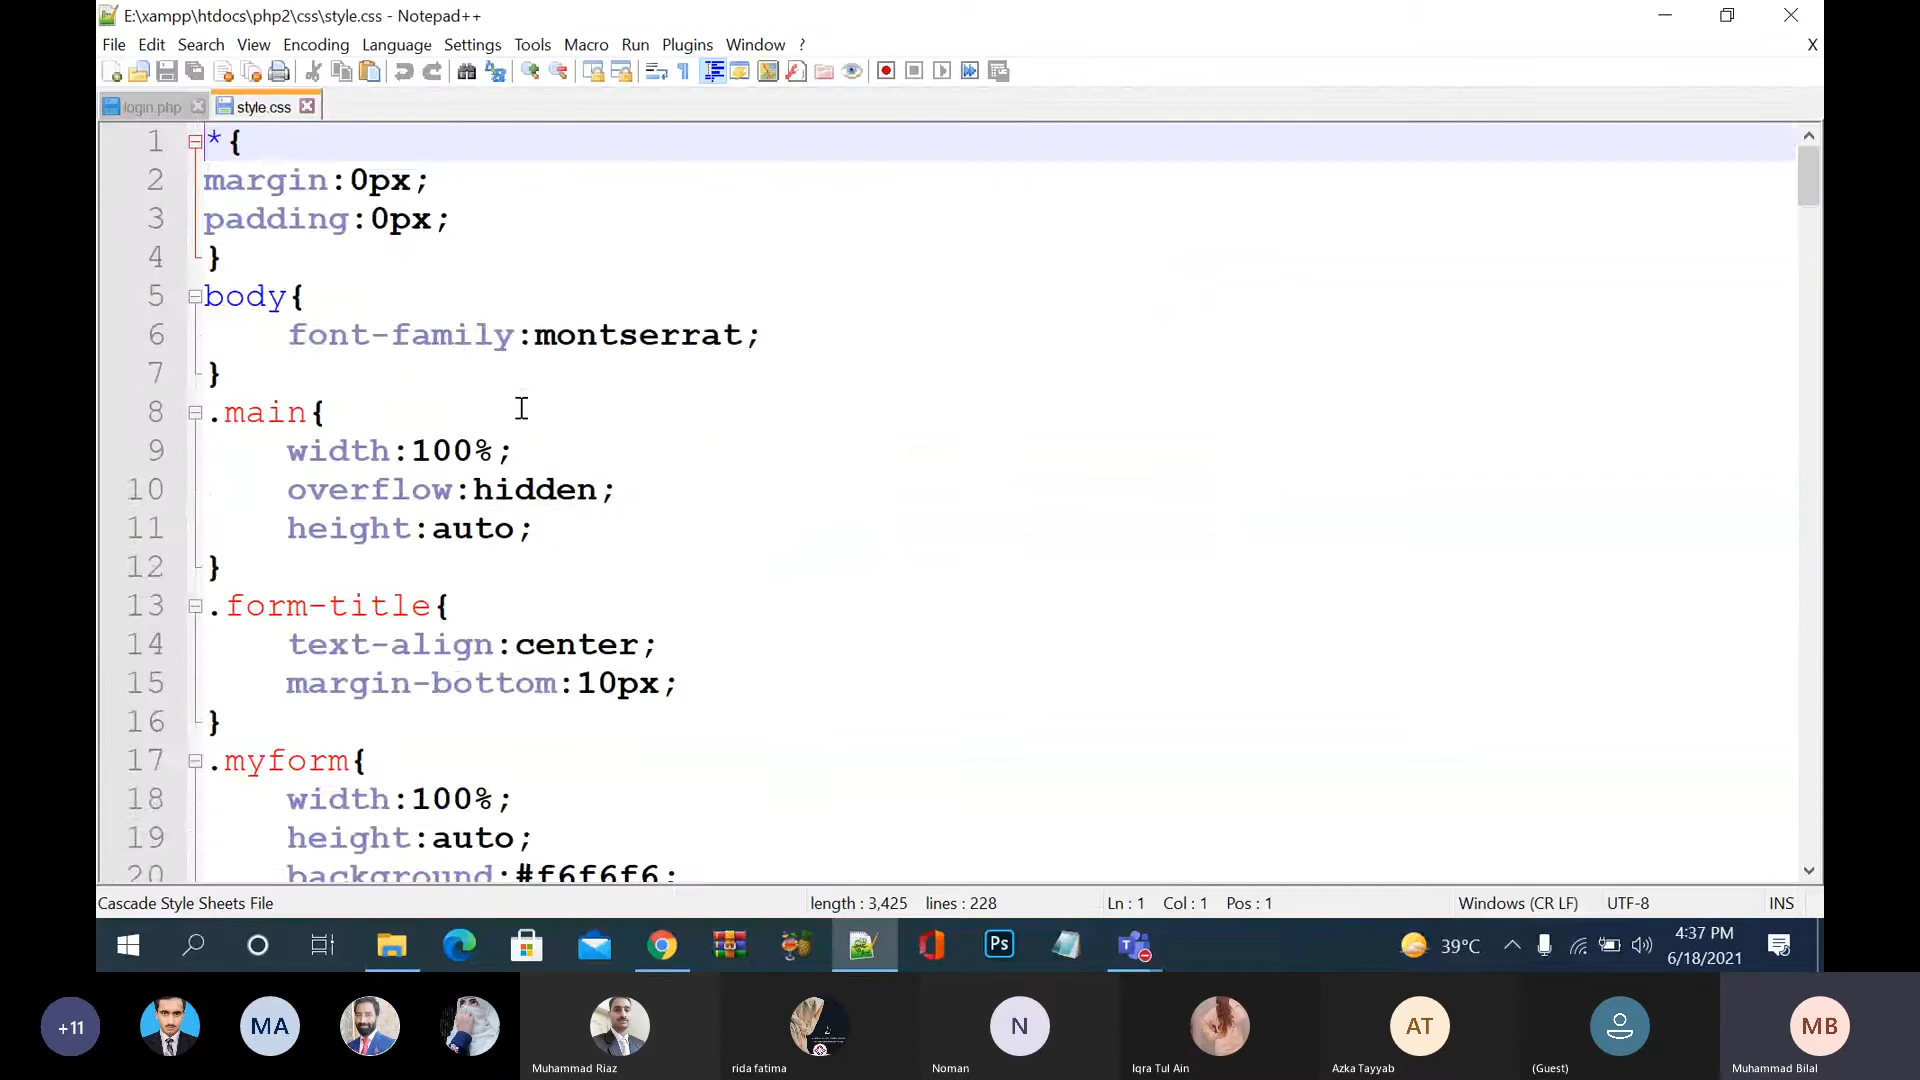 E:\xampp\htdocs\php2\css\style.css - Notepad++
File Edit Search View Encoding Language Settings Tools Macro Run Plugins Window ? X
login.php style.css
1 *{
2 margin:0px;
3 padding:0px;
4 }
5 body{
6 font-family:montserrat;
7 }
8 .main{
9 width:100%;
10 overflow:hidden;
11 height:auto;
12 }
13 .form-title{
14 text-align:center;
15 margin-bottom:10px;
16 }
17 .myform{
18 width:100%;
19 height:auto;
20 background:#f6f6f6;
Cascade Style Sheets File length : 3,425 lines : 228 Ln : 1 Col : 1 Pos : 1 Windows (CR LF) UTF-8 INS
Ps 39°C 4:37 PM
6/18/2021
+11 MA N AT MB
Muhammad Riaz rida fatima Noman Iqra Tul Ain Azka Tayyab (Guest) Muhammad Bilal